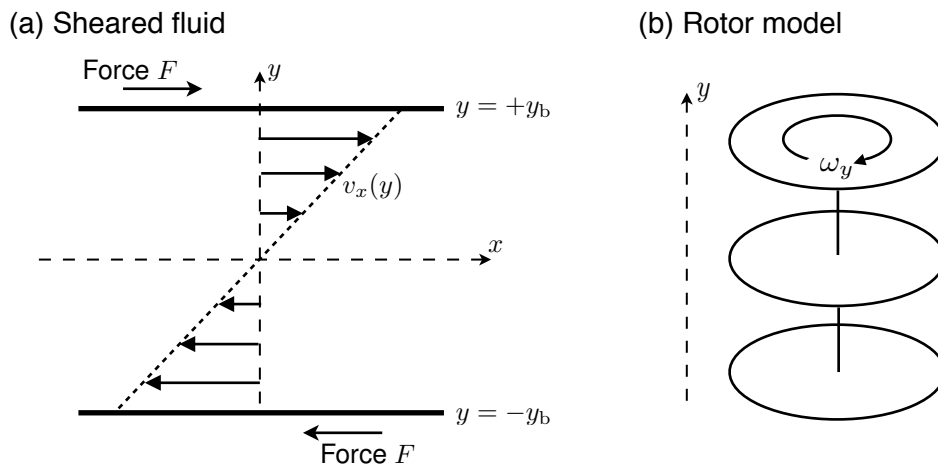 (a) Sheared fluid
Force F
y
y = +y_b
v_x(y)
x
y = −y_b
Force F
(b) Rotor model
y
ω_y